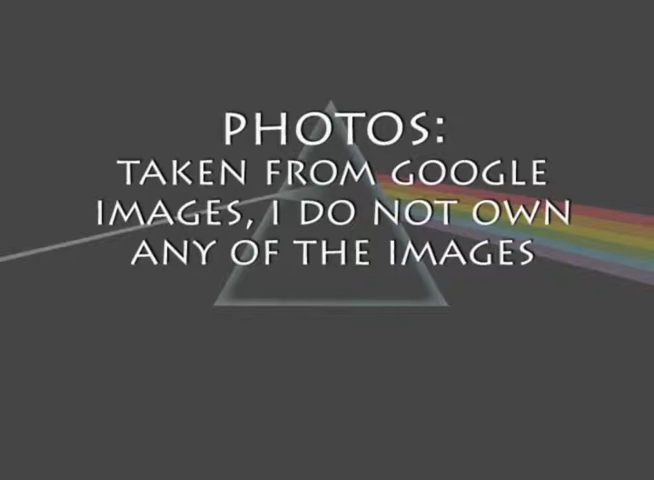 PHOTOS:
TAKEN FROM GOOGLE
IMAGES, I DO NOT OWN
ANY OF THE IMAGES